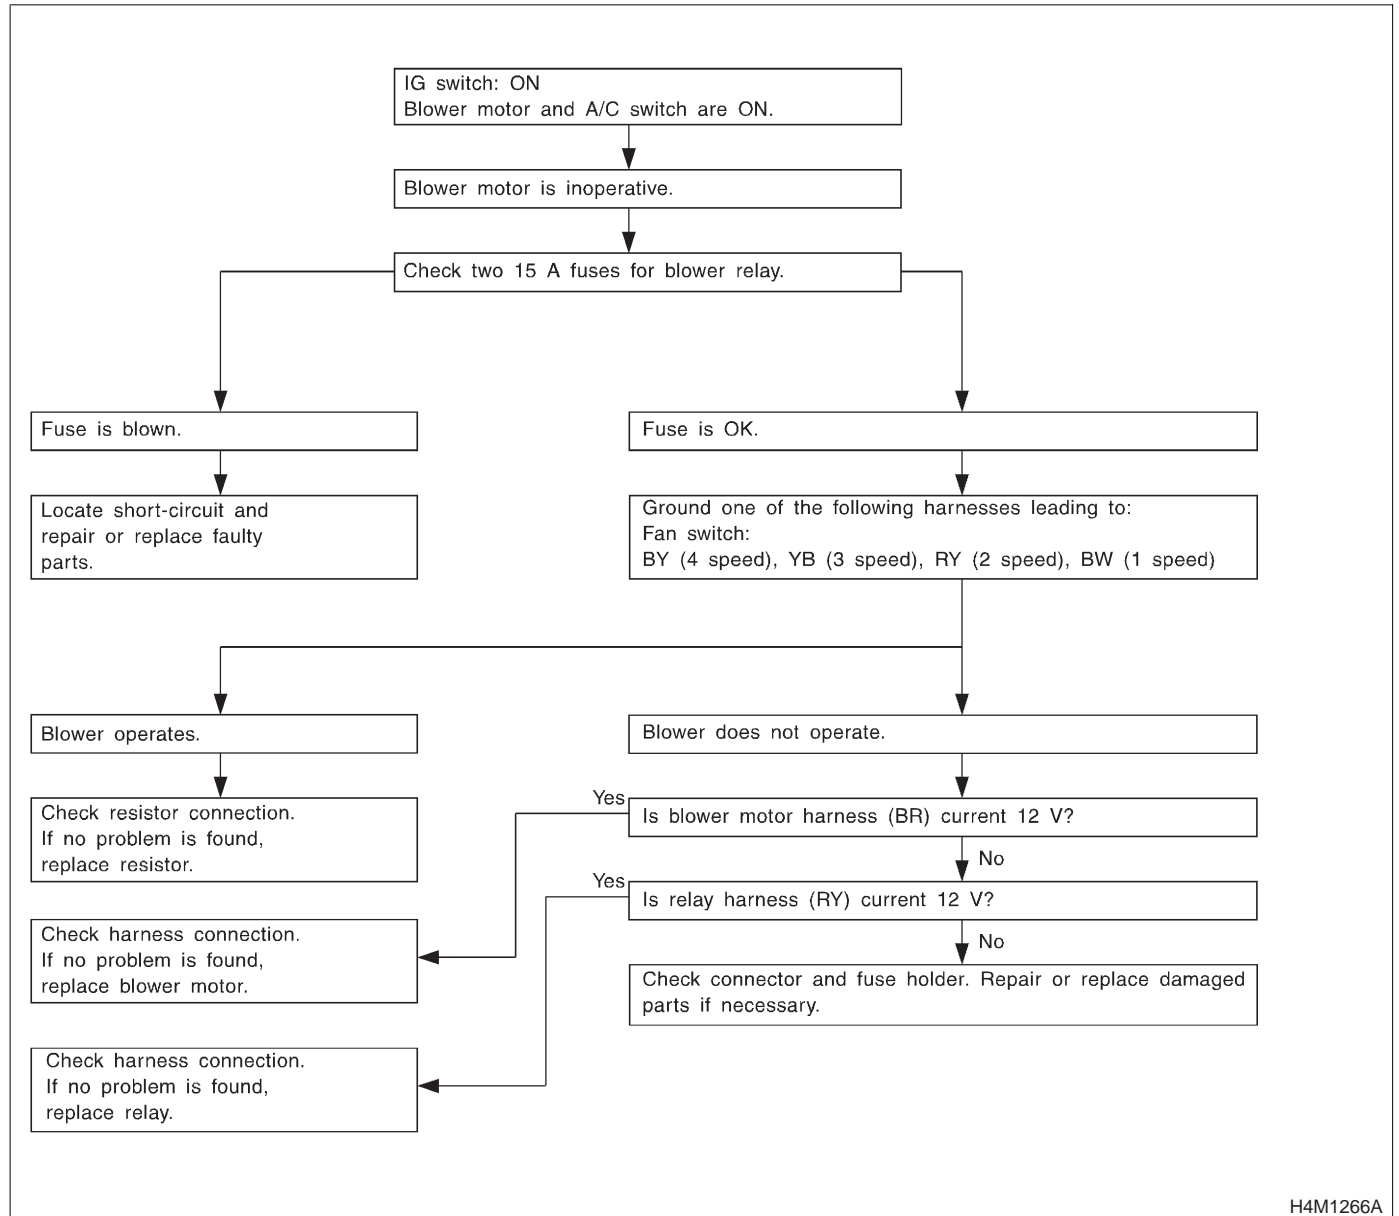 IG switch: ON
Blower motor and A/C switch are ON.
Blower motor is inoperative.
Check two 15 A fuses for blower relay.
Fuse is blown.
Fuse is OK.
Locate short-circuit and
repair or replace faulty
parts.
Ground one of the following harnesses leading to:
Fan switch:
BY (4 speed), YB (3 speed), RY (2 speed), BW (1 speed)
Blower operates.
Blower does not operate.
Check resistor connection.
If no problem is found,
replace resistor.
Yes
Is blower motor harness (BR) current 12 V?
No
Yes
Is relay harness (RY) current 12 V?
No
Check harness connection.
If no problem is found,
replace blower motor.
Check connector and fuse holder. Repair or replace damaged
parts if necessary.
Check harness connection.
If no problem is found,
replace relay.
H4M1266A